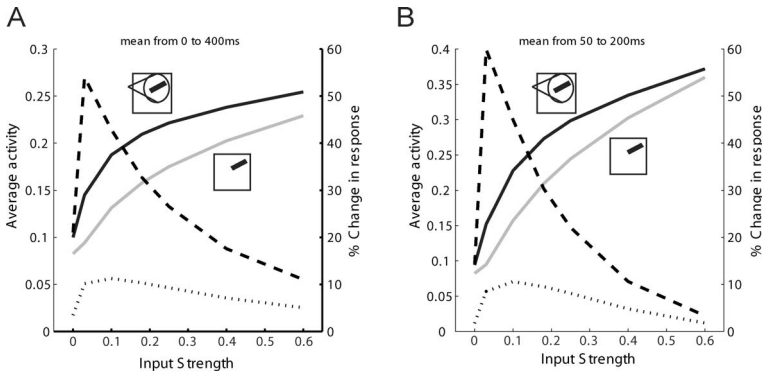 A
mean from 0 to 400ms
Average activity
0.3
0.25
0.2
0.15
0.1
0.05
0
60
50
40
30
20
10
0
% Change in response
0 0.1 0.2 0.3 0.4 0.5 0.6
Input Strength
B
mean from 50 to 200ms
Average activity
0.4
0.35
0.3
0.25
0.2
0.15
0.1
0.05
0
60
50
40
30
20
10
0
% Change in response
0 0.1 0.2 0.3 0.4 0.5 0.6
Input Strength